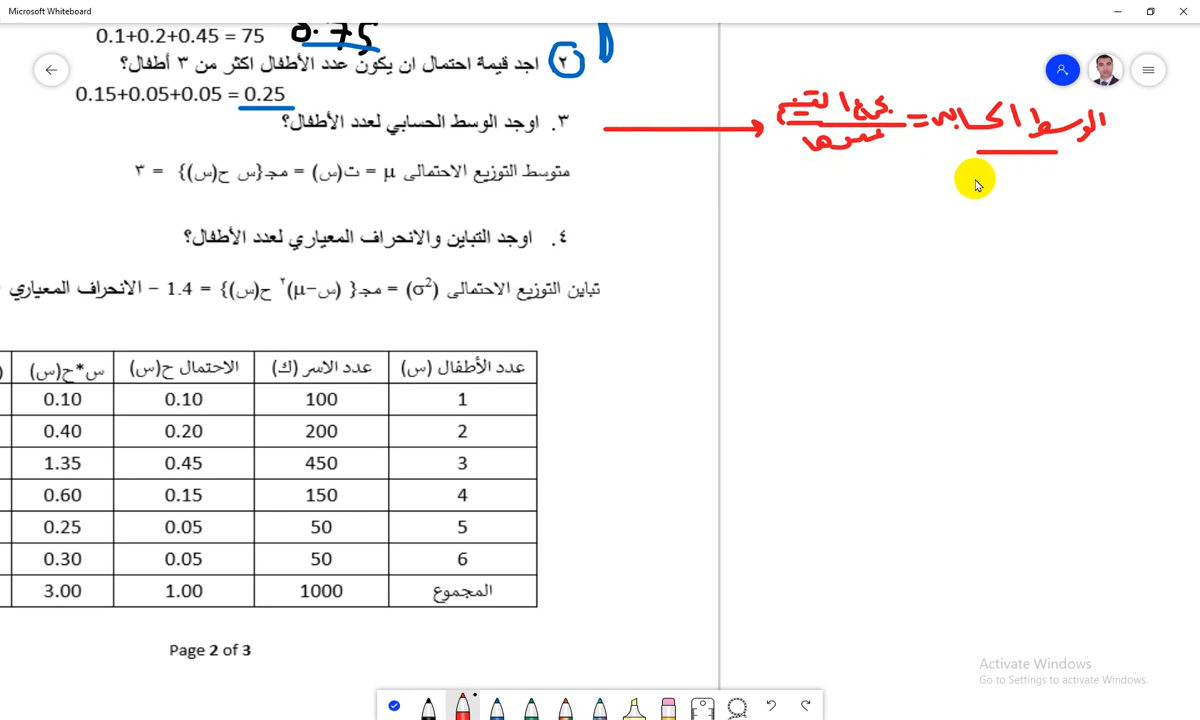 Microsoft Whiteboard
0.1+0.2+0.45 = 75
0.75
٢ اجد قيمة احتمال ان يكون عدد الأطفال اكثر من ٣ أطفال؟
0.15+0.05+0.05 = 0.25
٣. اوجد الوسط الحسابي لعدد الأطفال؟
الوسط الحسابي = مجموع القيم
عددها
متوسط التوزيع الاحتمالى μ = ت(س) = مجـ{س ح(س)} = ٣
٤. اوجد التباين والانحراف المعياري لعدد الأطفال؟
تباين التوزيع الاحتمالى (σ²) = مجـ{ (س−μ)٢ ح(س)} = 1.4 − الانحراف المعياري
عدد الأطفال (س) عدد الاسر (ك) الاحتمال ح(س) س*ح(س)
1 100 0.10 0.10
2 200 0.20 0.40
3 450 0.45 1.35
4 150 0.15 0.60
5 50 0.05 0.25
6 50 0.05 0.30
المجموع 1000 1.00 3.00
Page 2 of 3
Activate Windows
Go to Settings to activate Windows.